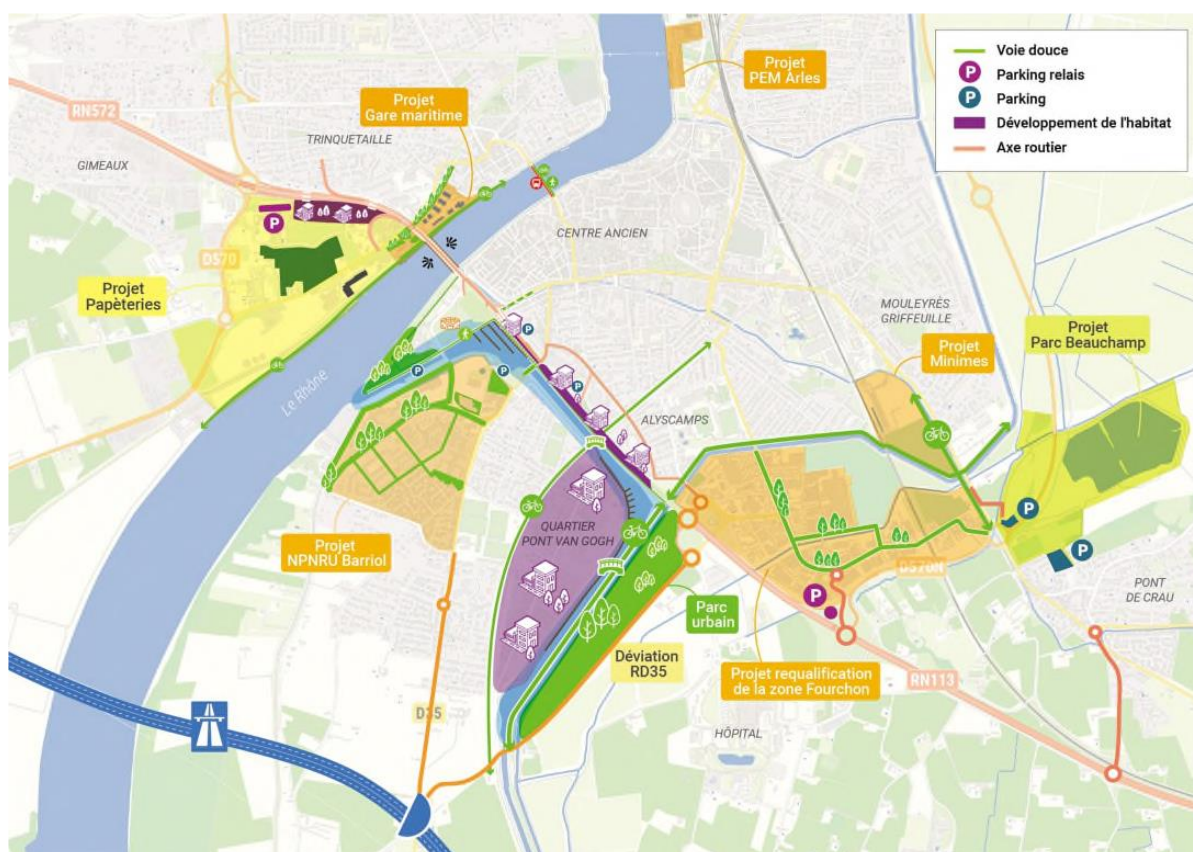 Voie douce
P Parking relais
P Parking
Développement de l'habitat
Axe routier
Projet
PEM Arles
Projet
Gare maritime
RN572
TRINQUETAILLE
GIMEAUX
P
CENTRE ANCIEN
D570
Projet
Papèteries
MOULEYRÈS
GRIFFEUILLE
Projet
Parc Beauchamp
Projet
Minimes
Le Rhône
P
P
P
P
ALYSCAMPS
QUARTIER
PONT VAN GOGH
P
P
Projet
NPNRU Barriol
D570N
PONT
DE CRAU
P
Parc
urbain
Déviation
RD35
Projet requalification
de la zone Fourchon
RN113
D35
HÔPITAL